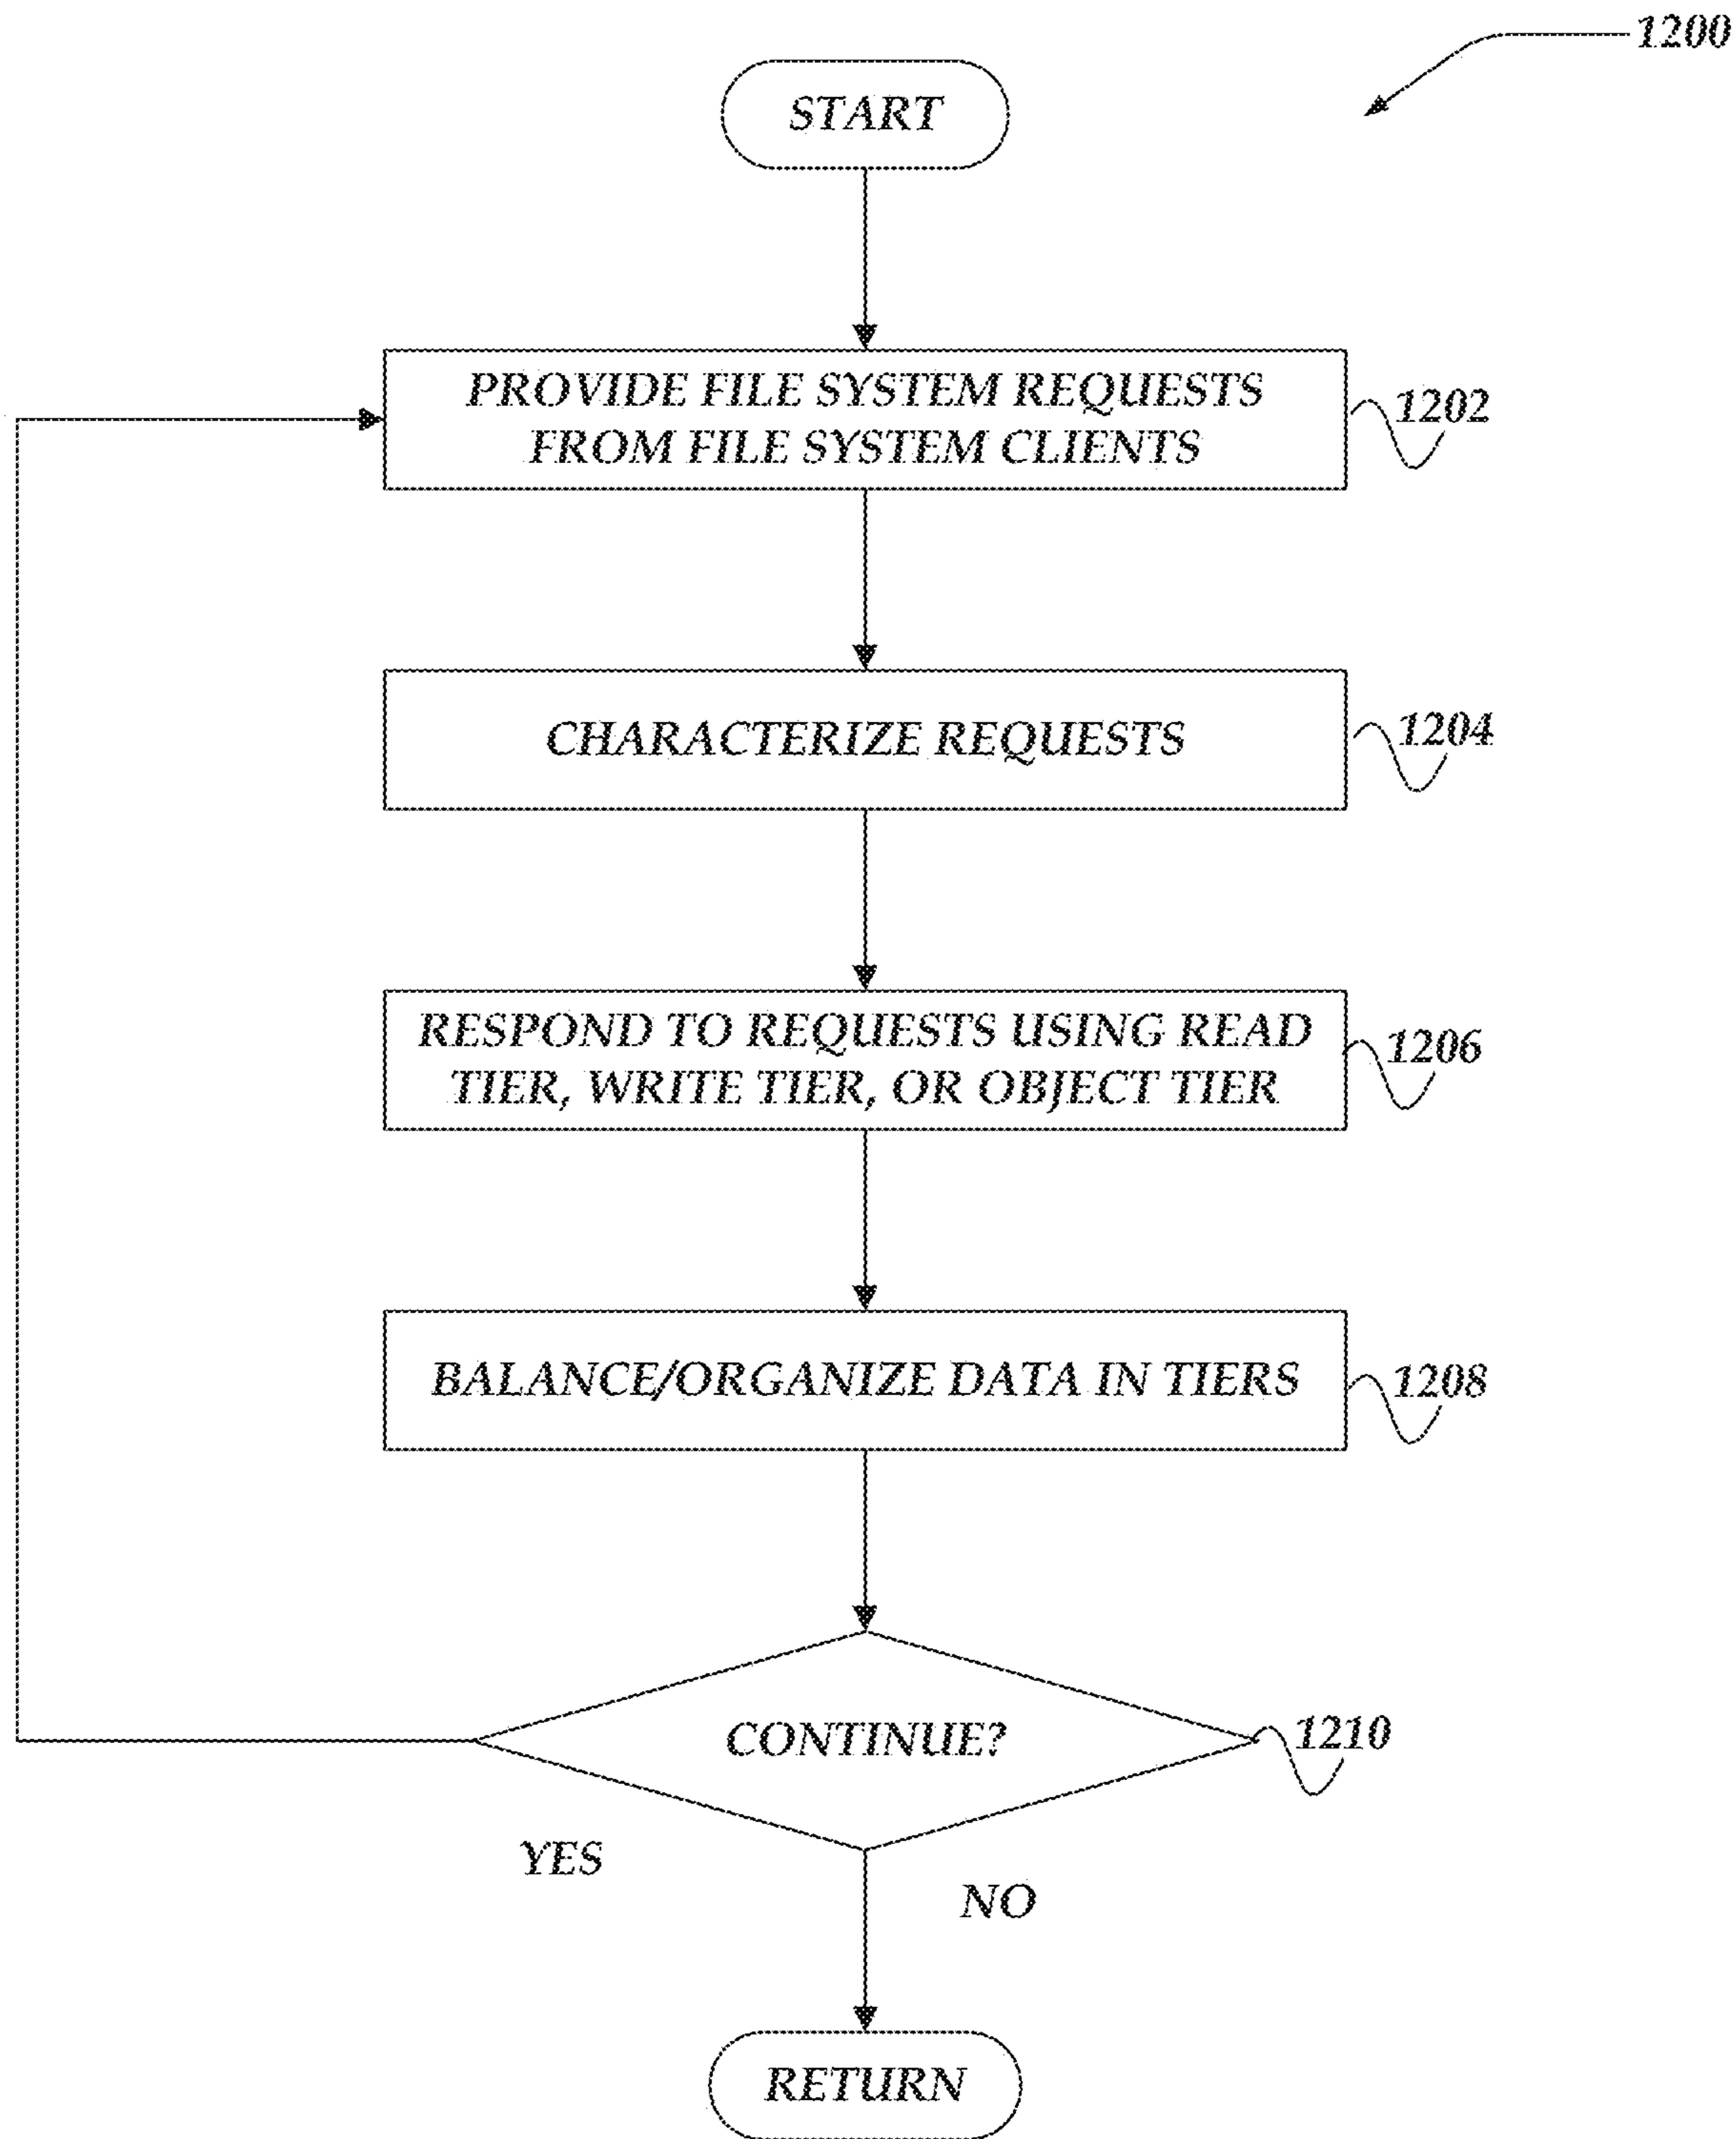 1200
START
PROVIDE FILE SYSTEM REQUESTS
FROM FILE SYSTEM CLIENTS
1202
CHARACTERIZE REQUESTS
1204
RESPOND TO REQUESTS USING READ
TIER, WRITE TIER, OR OBJECT TIER
1206
BALANCE/ORGANIZE DATA IN TIERS
1208
CONTINUE?
1210
YES
NO
RETURN